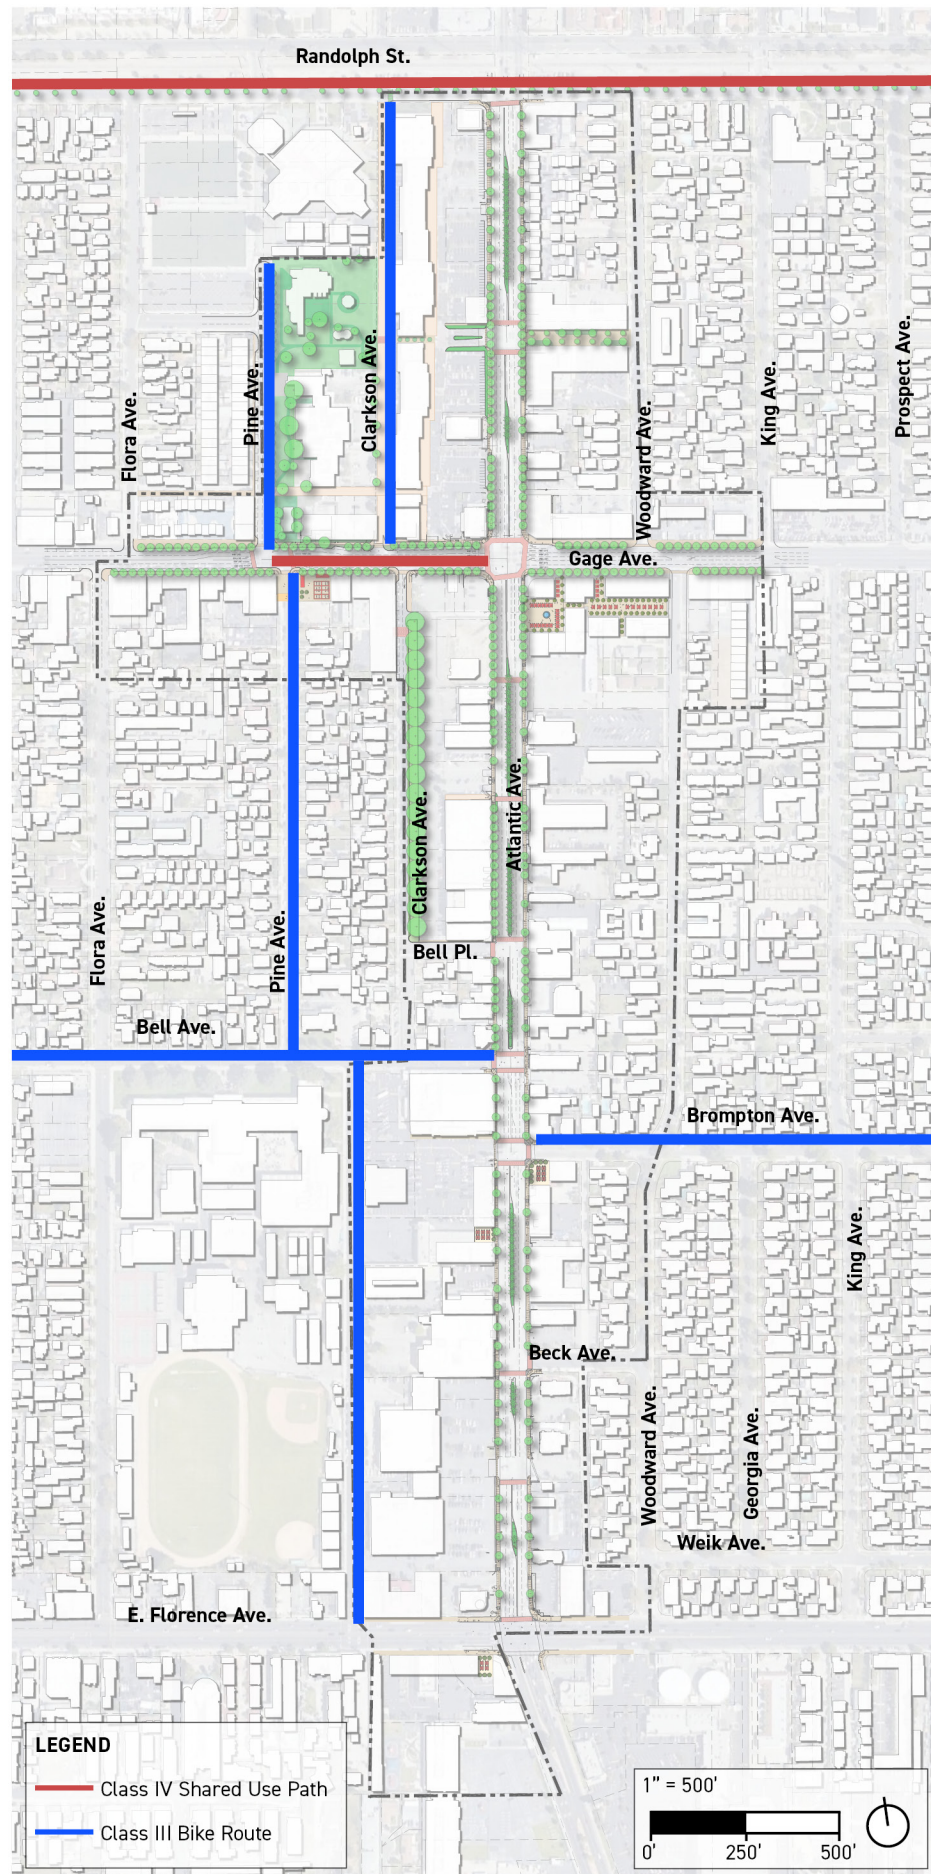 Randolph St.
Flora Ave.
Pine Ave.
Clarkson Ave.
Woodward Ave.
King Ave.
Prospect Ave.
Gage Ave.
Flora Ave.
Pine Ave.
Clarkson Ave.
Atlantic Ave.
Bell Pl.
Bell Ave.
Brompton Ave.
King Ave.
Beck Ave.
Woodward Ave.
Georgia Ave.
Weik Ave.
E. Florence Ave.
LEGEND
Class IV Shared Use Path
Class III Bike Route
1" = 500'
0' 250' 500'